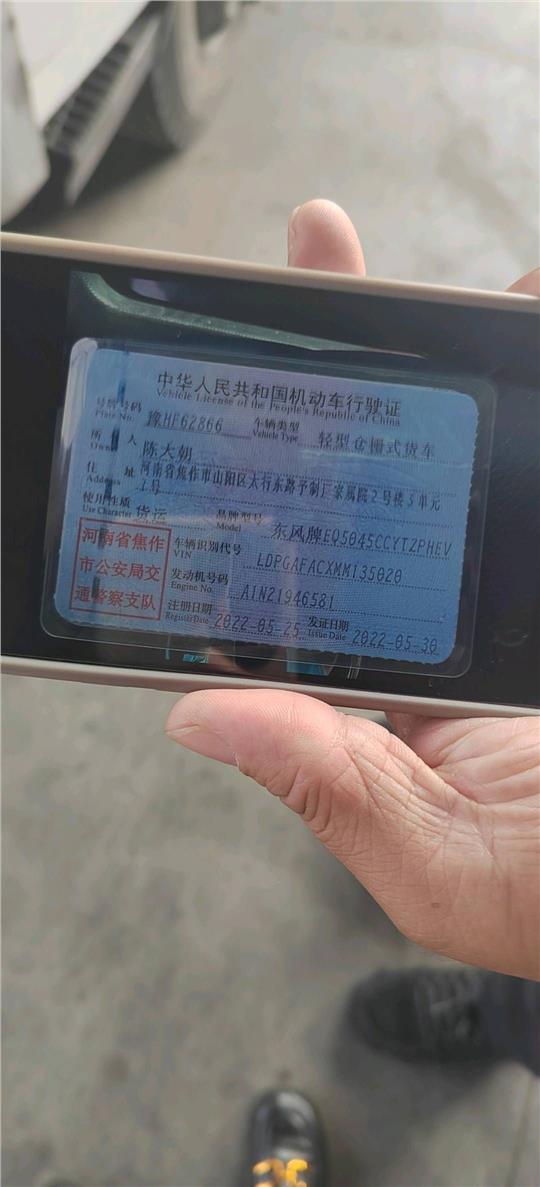 中华人民共和国机动车行驶证
Vehicle License of the People's Republic of China
号牌号码 豫HF62866 车辆类型 轻型仓栅式货车
Plate No. Vehicle Type
所有人 陈大朝
Owner
住址 河南省焦作市山阳区太行东路予制厂家属院2号楼3单元
Address 7号
使用性质 货运 品牌型号 东风牌EQ5045CCYTZPHEV
Use Character Model
河南省焦作
市公安局交
通警察支队
车辆识别代号 LDPGAFACXMM135020
VIN
发动机号码 A1N21946581
Engine No.
注册日期 2022-05-25 发证日期 2022-05-30
Register Date Issue Date